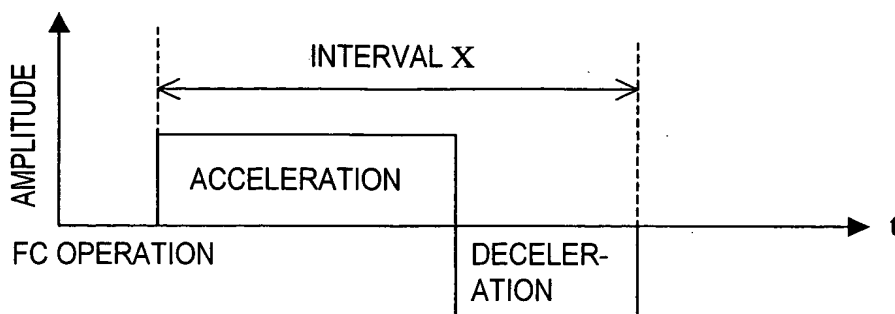 INTERVAL X
AMPLITUDE
ACCELERATION
t
FC OPERATION
DECELER-
ATION